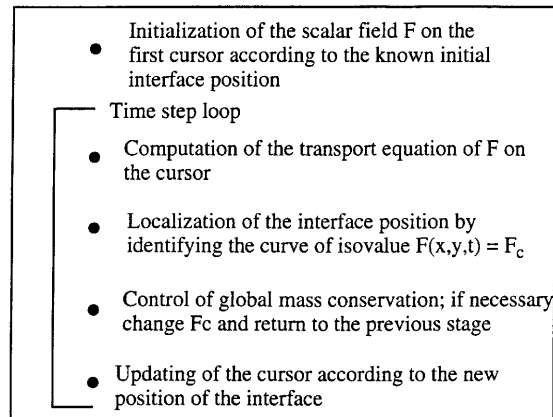 ● Initialization of the scalar field F on the
first cursor according to the known initial
interface position
Time step loop
● Computation of the transport equation of F on
the cursor
● Localization of the interface position by
identifying the curve of isovalue F(x,y,t) = F_c
● Control of global mass conservation; if necessary
change Fc and return to the previous stage
● Updating of the cursor according to the new
position of the interface